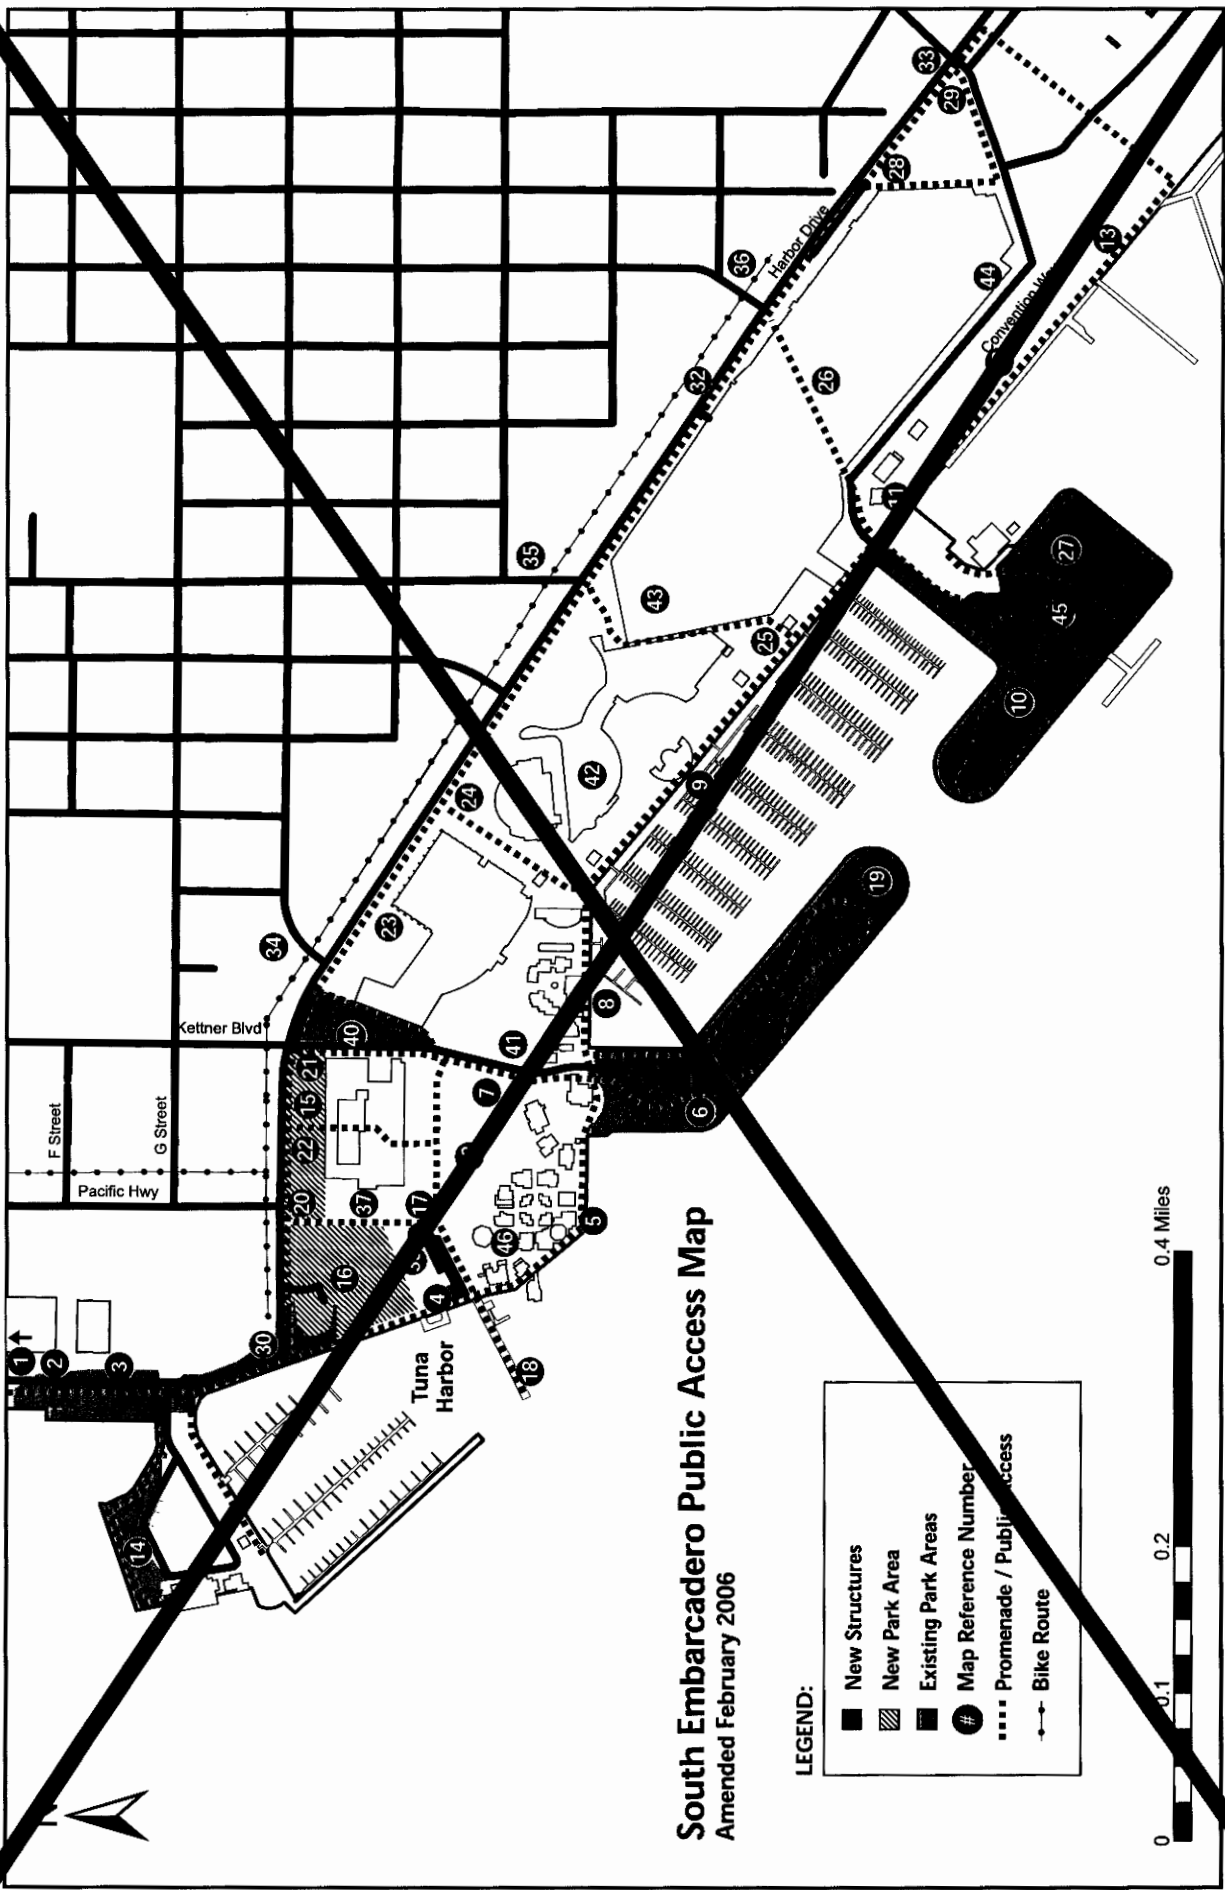 South Embarcadero Public Access Map
Amended February 2006
LEGEND:
New Structures
New Park Area
Existing Park Areas
# Map Reference Number
Promenade / Public Access
Bike Route
0 0.1 0.2 0.4 Miles
N
F Street
G Street
Pacific Hwy
Kettner Blvd
Harbor Drive
Convention
Tuna
Harbor
1
2
3
14
30
16
4
18
20
22
15
21
37
17
46
5
7
41
40
6
8
34
23
24
42
9
19
35
43
25
10
45
27
11
32
26
36
44
13
28
29
33